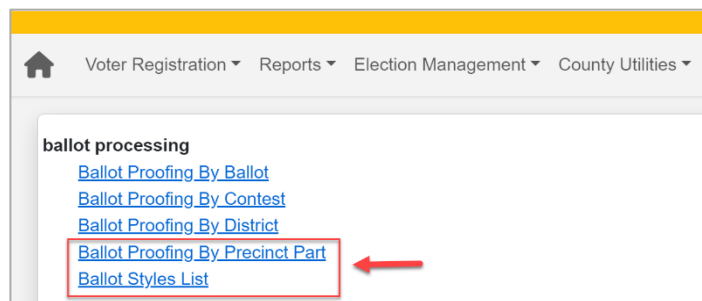 Voter Registration Reports Election Management County Utilities
ballot processing
Ballot Proofing By Ballot
Ballot Proofing By Contest
Ballot Proofing By District
Ballot Proofing By Precinct Part
Ballot Styles List